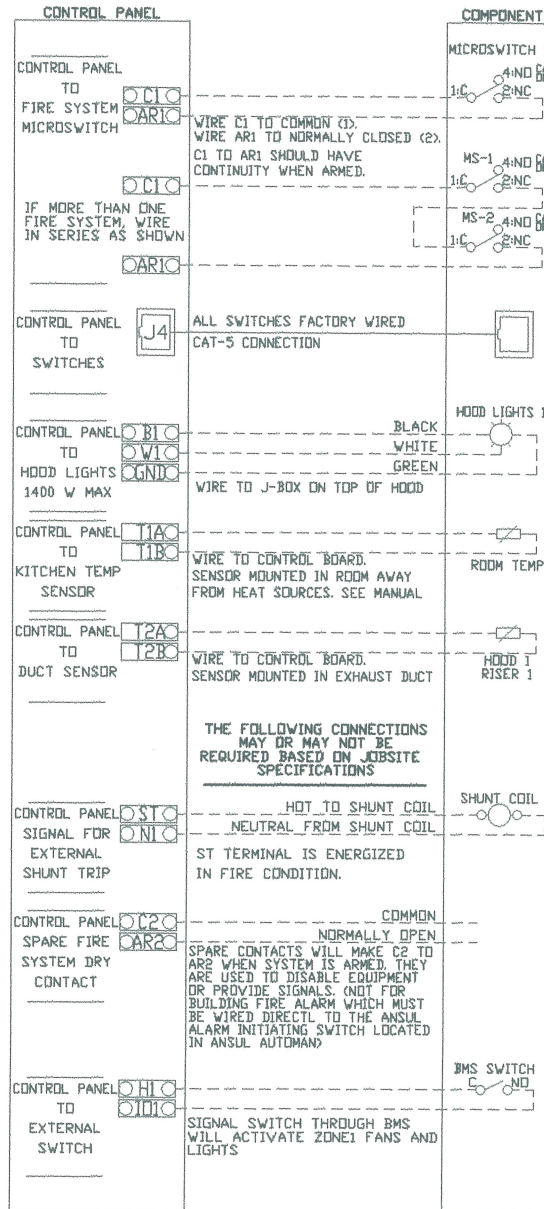 CONTROL PANEL
COMPONENT
MICROSWITCH
CONTROL PANEL
TO
FIRE SYSTEM
MICROSWITCH
C1
AR1
4:NO
1:C
2:NC
WIRE C1 TO COMMON (1).
WIRE AR1 TO NORMALLY CLOSED (2).
C1 TO AR1 SHOULD HAVE
CONTINUITY WHEN ARMED.
C1
MS-1
4:NO
1:C
2:NC
IF MORE THAN ONE
FIRE SYSTEM, WIRE
IN SERIES AS SHOWN
MS-2
4:NO
1:C
2:NC
AR1
CONTROL PANEL
TO
SWITCHES
J4
ALL SWITCHES FACTORY WIRED
CAT-5 CONNECTION
HOOD LIGHTS 1
CONTROL PANEL
TO
HOOD LIGHTS
1400 W MAX
B1
W1
GND
BLACK
WHITE
GREEN
WIRE TO J-BOX ON TOP OF HOOD
CONTROL PANEL
TO
KITCHEN TEMP
SENSOR
T1A
T1B
WIRE TO CONTROL BOARD.
SENSOR MOUNTED IN ROOM AWAY
FROM HEAT SOURCES. SEE MANUAL
ROOM TEMP
CONTROL PANEL
TO
DUCT SENSOR
T2A
T2B
WIRE TO CONTROL BOARD.
SENSOR MOUNTED IN EXHAUST DUCT
HOOD 1
RISER 1
THE FOLLOWING CONNECTIONS
MAY OR MAY NOT BE
REQUIRED BASED ON JOBSITE
SPECIFICATIONS
CONTROL PANEL
SIGNAL FOR
EXTERNAL
SHUNT TRIP
ST
N1
HOT TO SHUNT COIL
NEUTRAL FROM SHUNT COIL
SHUNT COIL
ST TERMINAL IS ENERGIZED
IN FIRE CONDITION.
CONTROL PANEL
SPARE FIRE
SYSTEM DRY
CONTACT
C2
AR2
COMMON
NORMALLY OPEN
SPARE CONTACTS WILL MAKE C2 TO
AR2 WHEN SYSTEM IS ARMED. THEY
ARE USED TO DISABLE EQUIPMENT
OR PROVIDE SIGNALS. (NOT FOR
BUILDING FIRE ALARM WHICH MUST
BE WIRED DIRECTL TO THE ANSUL
ALARM INITIATING SWITCH LOCATED
IN ANSUL AUTOMAN)
CONTROL PANEL
TO
EXTERNAL
SWITCH
H1
IO1
BMS SWITCH
C
NO
SIGNAL SWITCH THROUGH BMS
WILL ACTIVATE ZONE1 FANS AND
LIGHTS